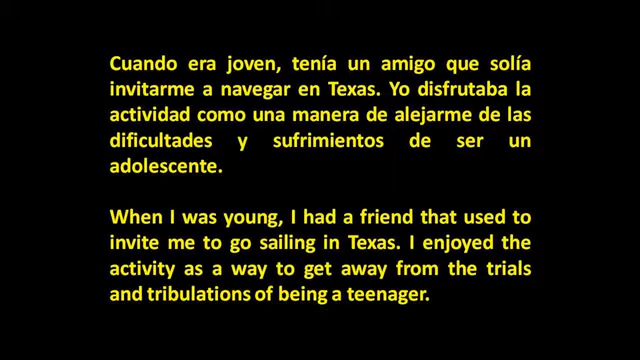 Cuando era joven, tenía un amigo que solía
invitarme a navegar en Texas. Yo disfrutaba la
actividad como una manera de alejarme de las
dificultades y sufrimientos de ser un
adolescente.
When I was young, I had a friend that used to
invite me to go sailing in Texas. I enjoyed the
activity as a way to get away from the trials
and tribulations of being a teenager.